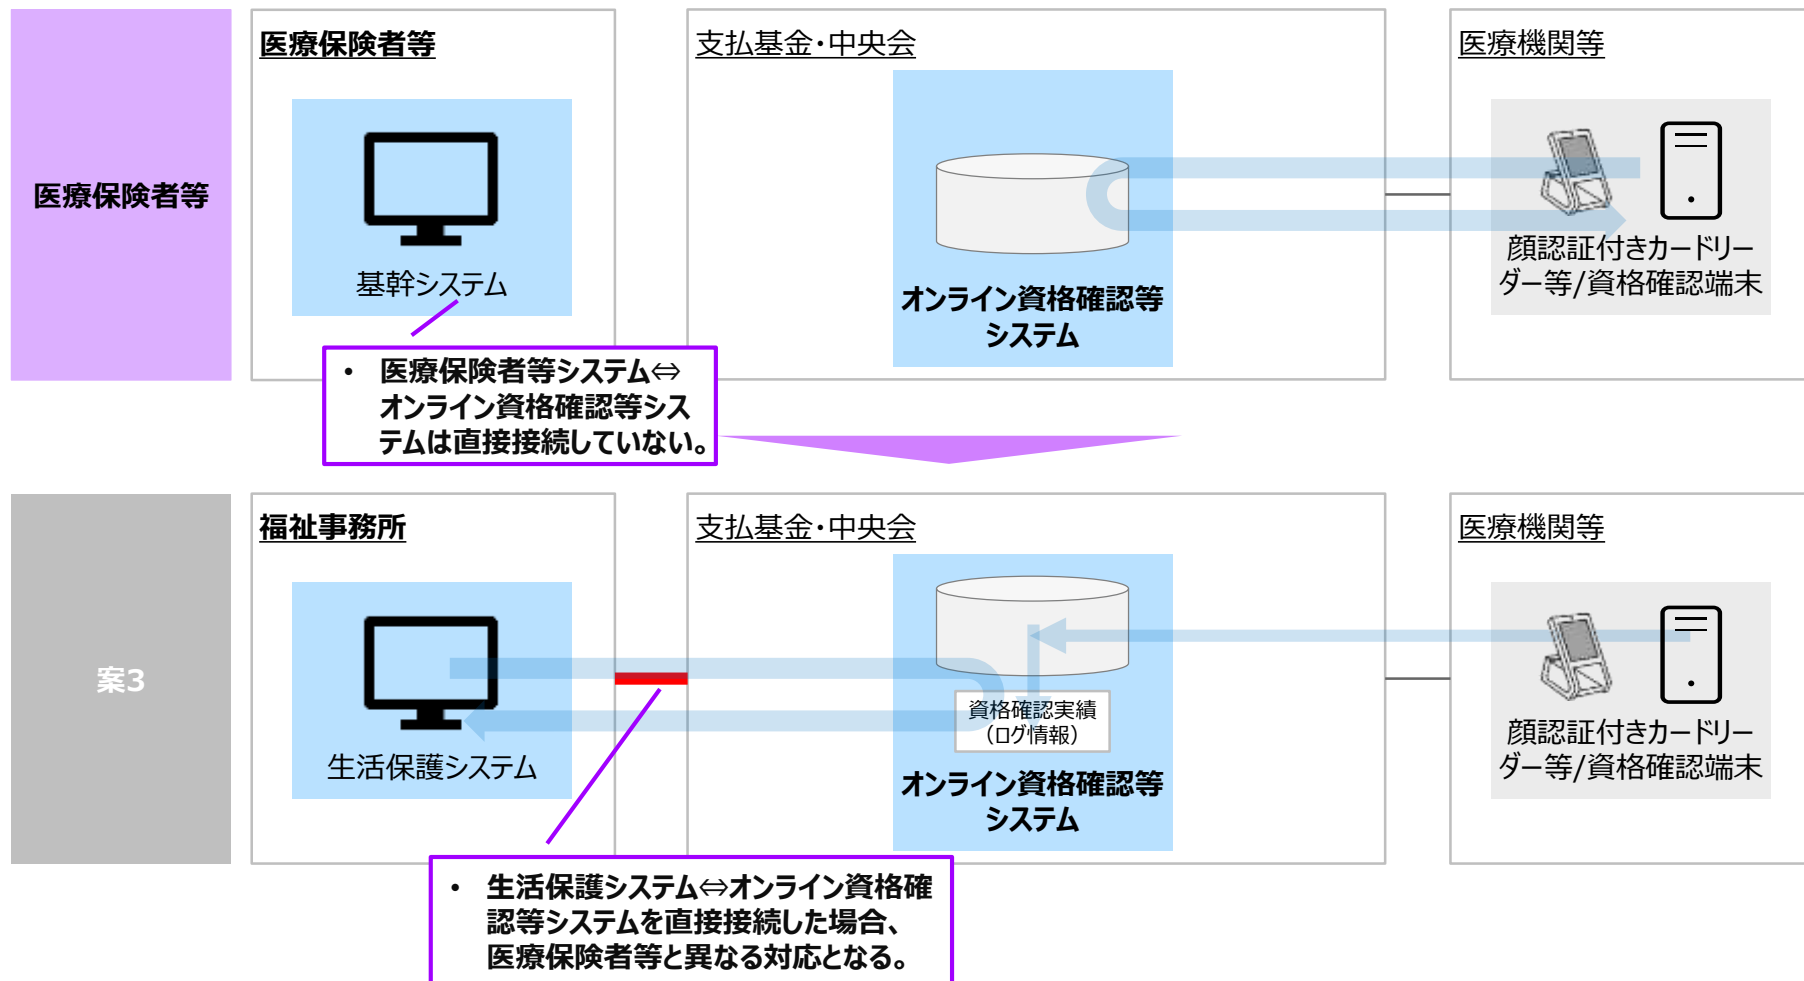 医療保険者等
医療保険者等
支払基金・中央会
医療機関等
基幹システム
オンライン資格確認等
システム
顔認証付きカードリー
ダー等/資格確認端末
• 医療保険者等システム⇔
オンライン資格確認等シス
テムは直接接続していない。
案3
福祉事務所
支払基金・中央会
医療機関等
生活保護システム
資格確認実績
（ログ情報）
オンライン資格確認等
システム
顔認証付きカードリー
ダー等/資格確認端末
• 生活保護システム⇔オンライン資格確
認等システムを直接接続した場合、
医療保険者等と異なる対応となる。